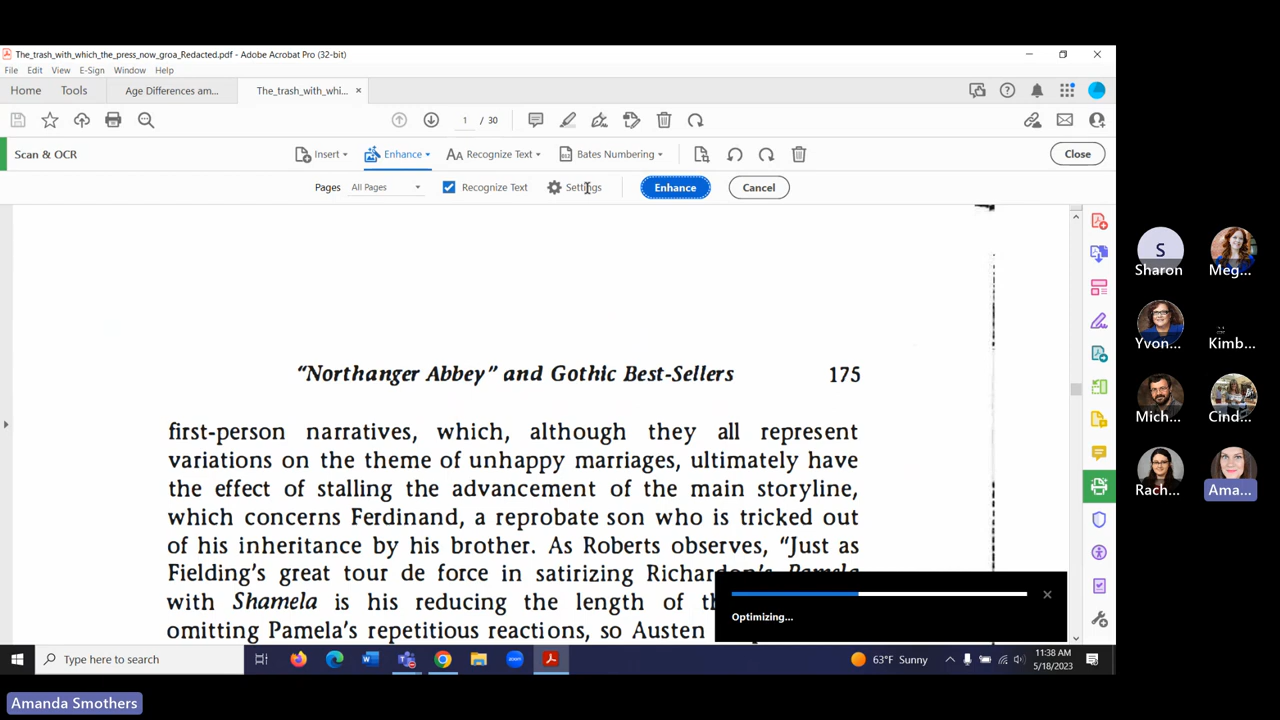 The_trash_with_which_the_press_now_groa_Redacted.pdf - Adobe Acrobat Pro (32-bit)
File Edit View E-Sign Window Help
Home Tools Age Differences am... The_trash_with_whi... ×
1 / 30
Scan & OCR Insert Enhance Recognize Text Bates Numbering Close
Pages All Pages Recognize Text Settings Enhance Cancel
“Northanger Abbey” and Gothic Best-Sellers 175
first-person narratives, which, although they all represent
variations on the theme of unhappy marriages, ultimately have
the effect of stalling the advancement of the main storyline,
which concerns Ferdinand, a reprobate son who is tricked out
of his inheritance by his brother. As Roberts observes, “Just as
Fielding's great tour de force in satirizing Richardson's Pamela
with Shamela is his reducing the length of
omitting Pamela's repetitious reactions, so Austen
Optimizing...
S
Sharon Meg...
Yvon... Kimb...
Mich... Cind...
Rach... Ama...
Type here to search
63°F Sunny
11:38 AM
5/18/2023
Amanda Smothers